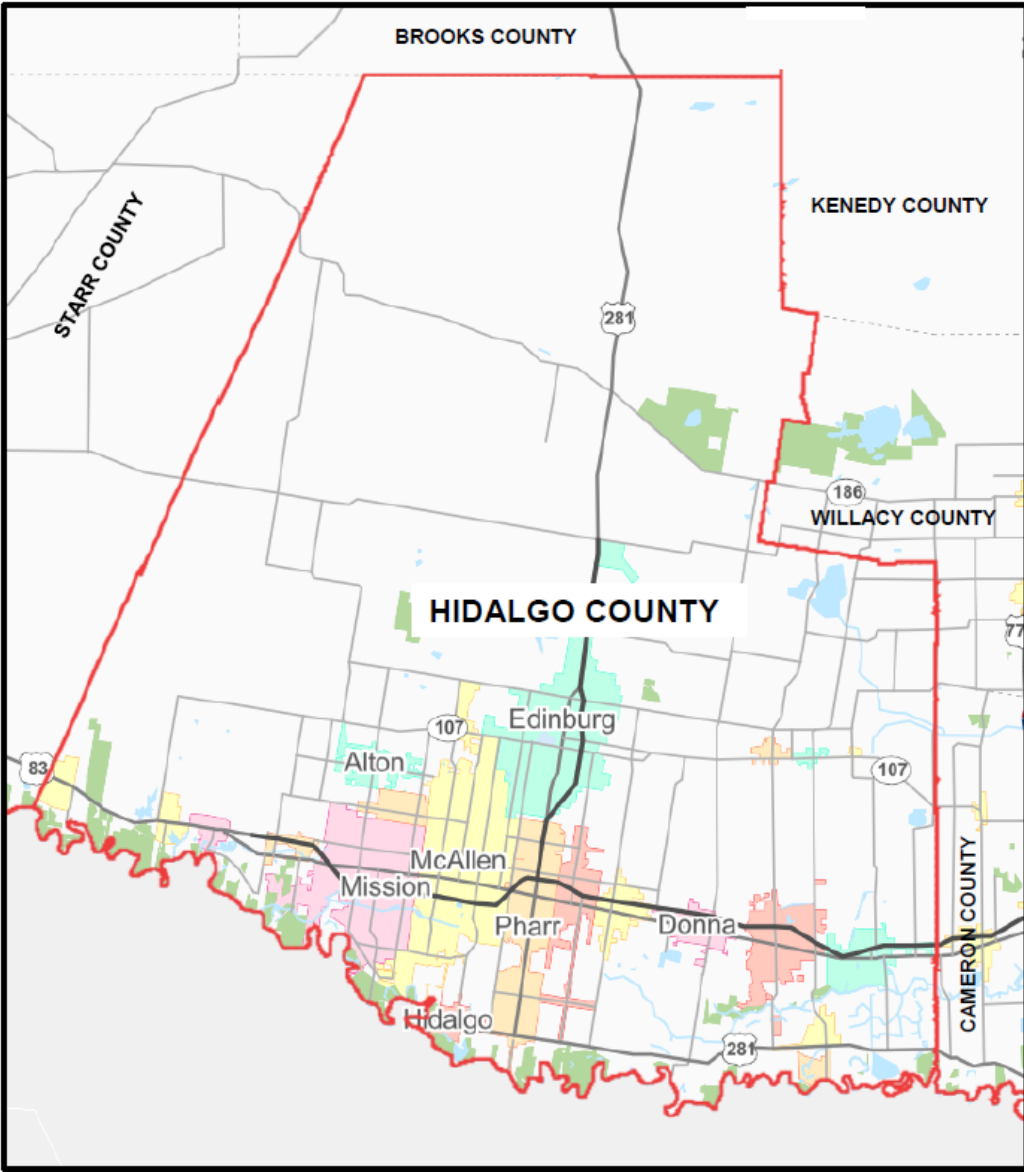 BROOKS COUNTY
KENEDY COUNTY
STARR COUNTY
281
186
WILLACY COUNTY
HIDALGO COUNTY
77
Edinburg
107
Alton
83
107
McAllen
Mission
Pharr
Donna
CAMERON COUNTY
Hidalgo
281